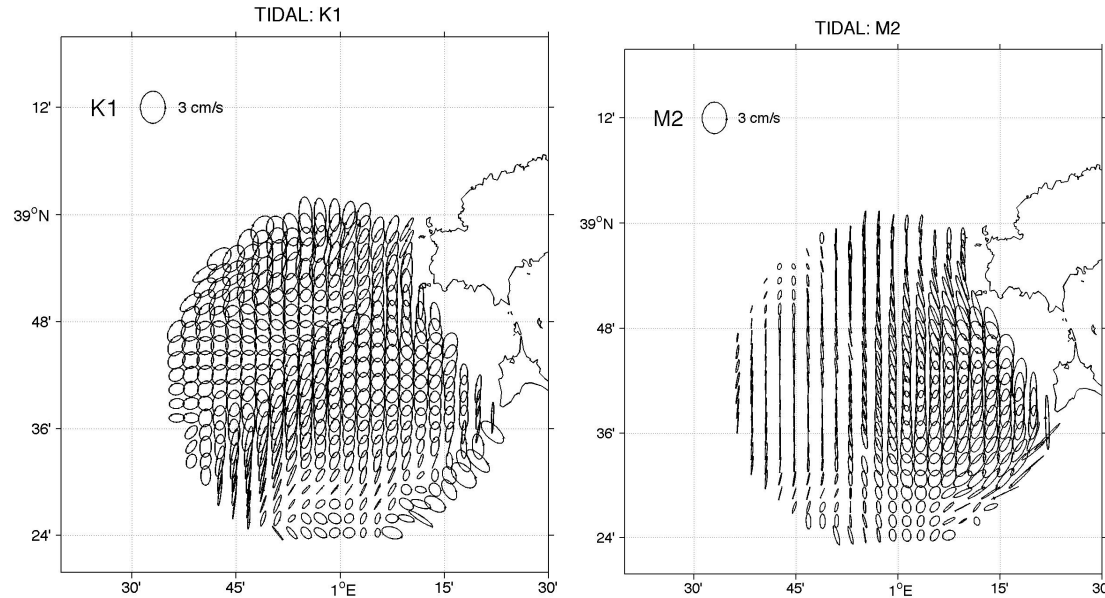 TIDAL: K1
K1 3 cm/s
12'
39°N
48'
36'
24'
30' 45' 1°E 15' 30'
TIDAL: M2
M2 3 cm/s
12'
39°N
48'
36'
24'
30' 45' 1°E 15' 30